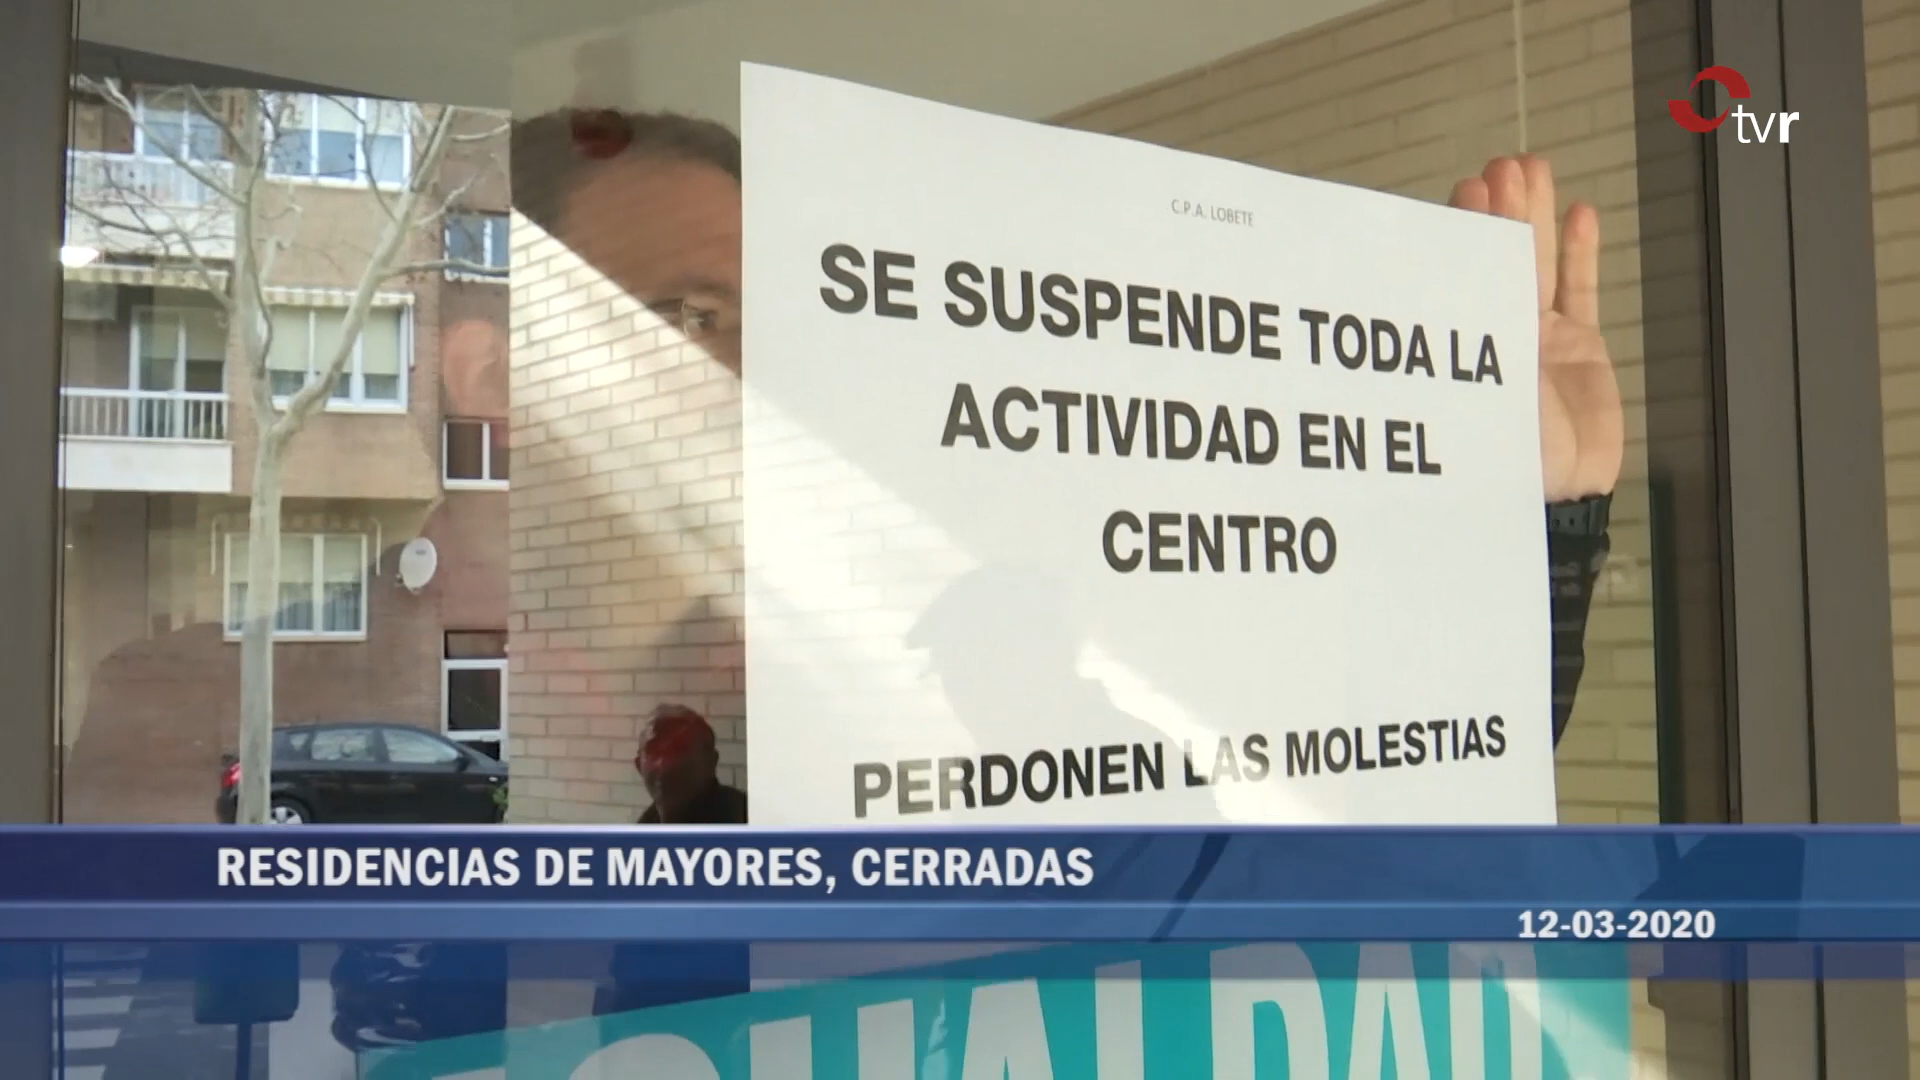 tvr
C.P.A. LOBETE
SE SUSPENDE TODA LA
ACTIVIDAD EN EL
CENTRO
PERDONEN LAS MOLESTIAS
RESIDENCIAS DE MAYORES, CERRADAS
12-03-2020